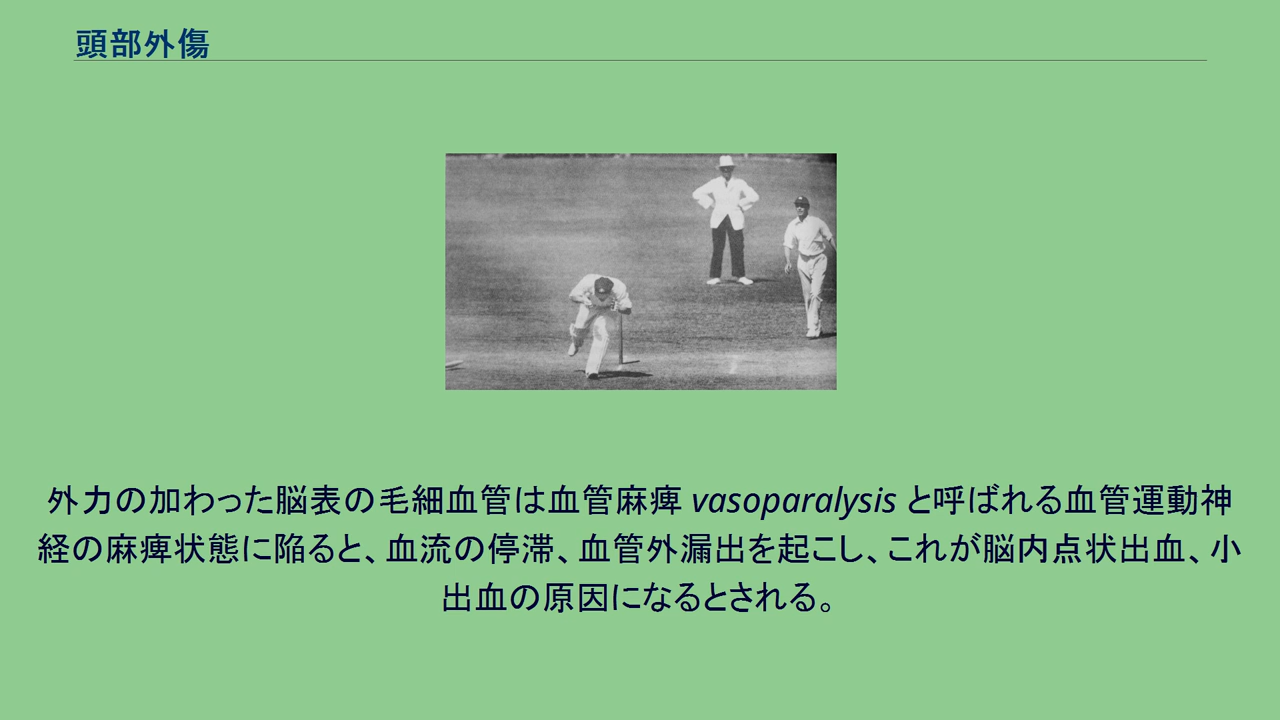 頭部外傷
外力の加わった脳表の毛細血管は血管麻痺 vasoparalysis と呼ばれる血管運動神
経の麻痺状態に陥ると、血流の停滞、血管外漏出を起こし、これが脳内点状出血、小
出血の原因になるとされる。